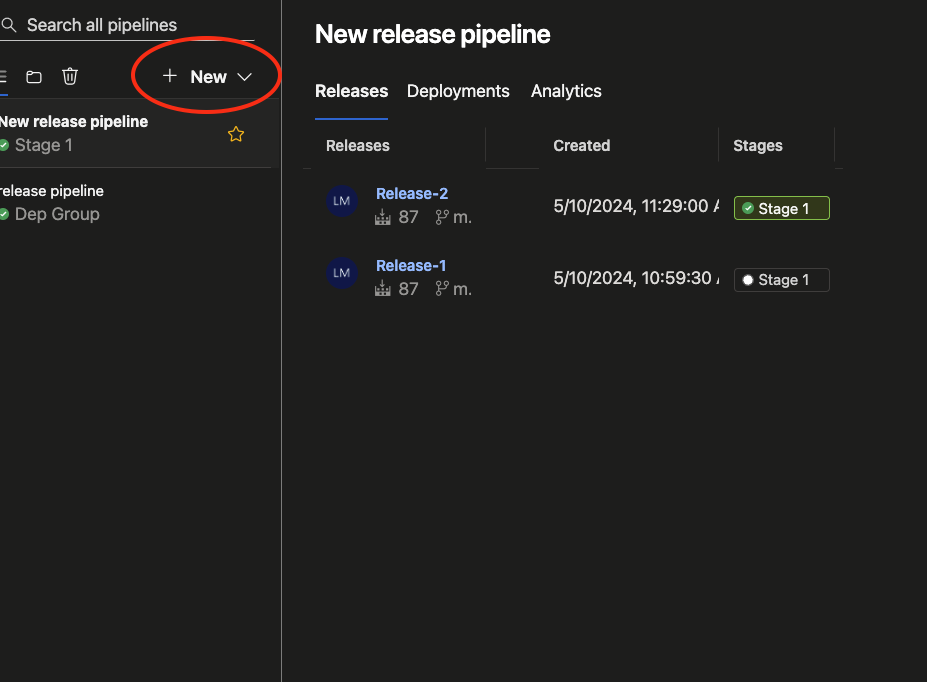 Search all pipelines
New
New release pipeline
Stage 1
release pipeline
Dep Group
New release pipeline
Releases Deployments Analytics
Releases Created Stages
LM Release-2 5/10/2024, 11:29:00 A Stage 1
87 m.
LM Release-1 5/10/2024, 10:59:30 Stage 1
87 m.